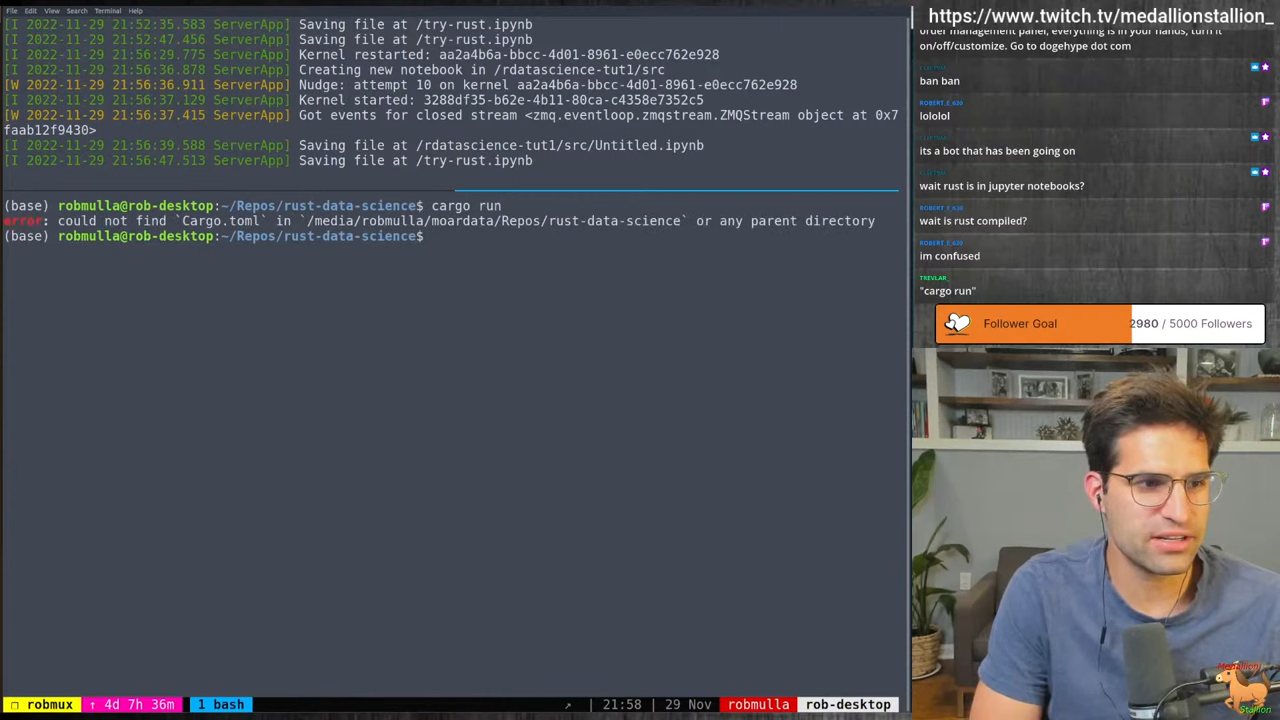 File Edit View Search Terminal Help
[I 2022-11-29 21:52:35.583 ServerApp] Saving file at /try-rust.ipynb
[I 2022-11-29 21:52:47.456 ServerApp] Saving file at /try-rust.ipynb
[I 2022-11-29 21:56:29.775 ServerApp] Kernel restarted: aa2a4b6a-bbcc-4d01-8961-e0ecc762e928
[I 2022-11-29 21:56:36.878 ServerApp] Creating new notebook in /rdatascience-tut1/src
[W 2022-11-29 21:56:36.911 ServerApp] Nudge: attempt 10 on kernel aa2a4b6a-bbcc-4d01-8961-e0ecc762e928
[I 2022-11-29 21:56:37.129 ServerApp] Kernel started: 3288df35-b62e-4b11-80ca-c4358e7352c5
[W 2022-11-29 21:56:37.415 ServerApp] Got events for closed stream <zmq.eventloop.zmqstream.ZMQStream object at 0x7
faab12f9430>
[I 2022-11-29 21:56:39.588 ServerApp] Saving file at /rdatascience-tut1/src/Untitled.ipynb
[I 2022-11-29 21:56:47.513 ServerApp] Saving file at /try-rust.ipynb
(base) robmulla@rob-desktop:~/Repos/rust-data-science$ cargo run
error: could not find `Cargo.toml` in `/media/robmulla/moardata/Repos/rust-data-science` or any parent directory
(base) robmulla@rob-desktop:~/Repos/rust-data-science$
❐ robmux ↑ 4d 7h 36m 1 bash ↗ | 21:58 | 29 Nov robmulla rob-desktop
https://www.twitch.tv/medallionstallion_
order management panel, everything is in your hands, turn it
on/off/customize. Go to dogehype dot com
ban ban
ROBERT_E_630
lololol
its a bot that has been going on
wait rust is in jupyter notebooks?
ROBERT_E_630
wait is rust compiled?
ROBERT_E_630
im confused
TREVLAR_
"cargo run"
Follower Goal 2980 / 5000 Followers
Medallion
Stallion